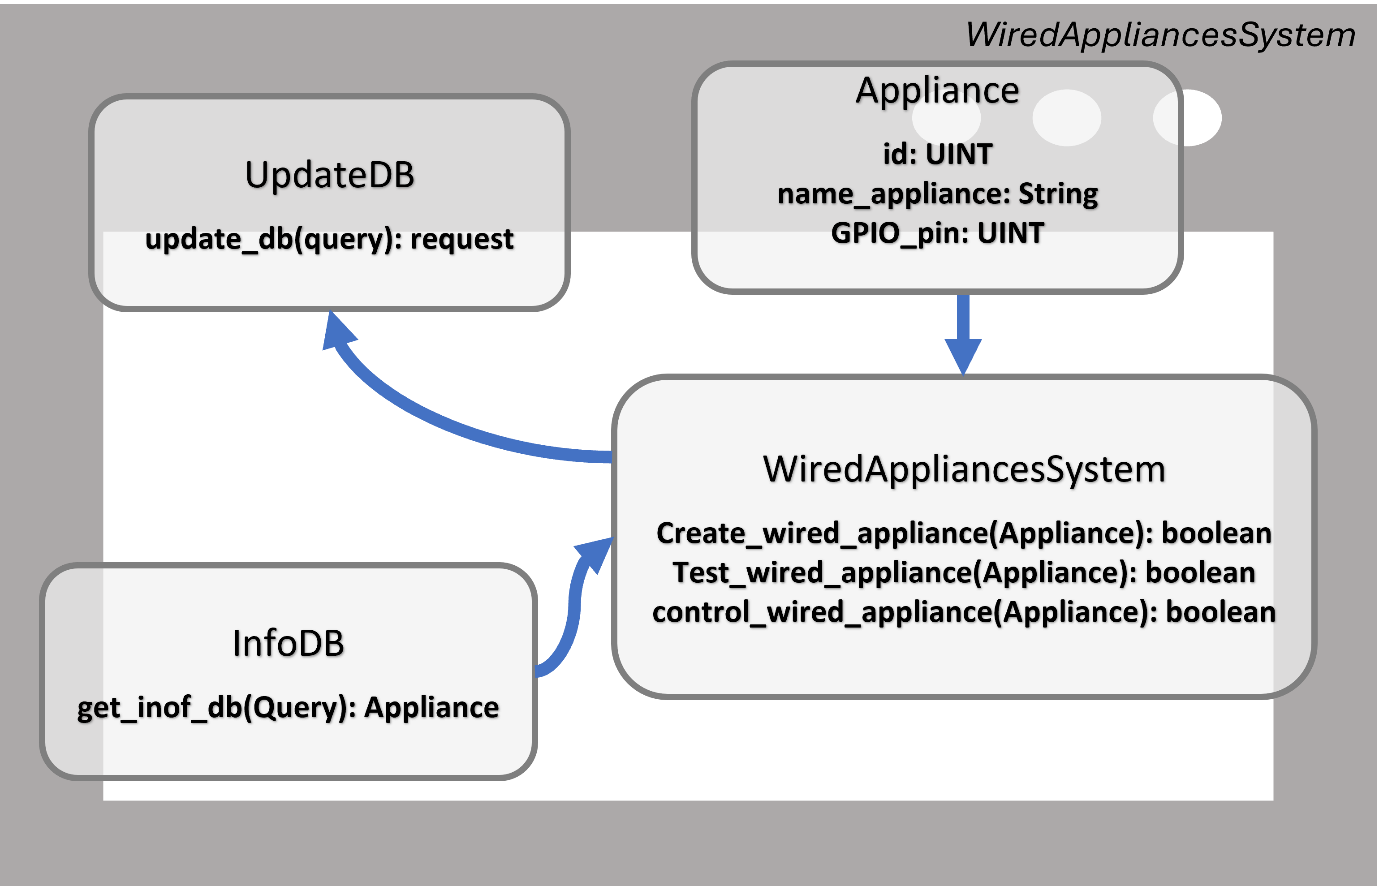 WiredAppliancesSystem
Appliance
id: UINT
name_appliance: String
GPIO_pin: UINT
UpdateDB
update_db(query): request
WiredAppliancesSystem
Create_wired_appliance(Appliance): boolean
Test_wired_appliance(Appliance): boolean
control_wired_appliance(Appliance): boolean
InfoDB
get_inof_db(Query): Appliance